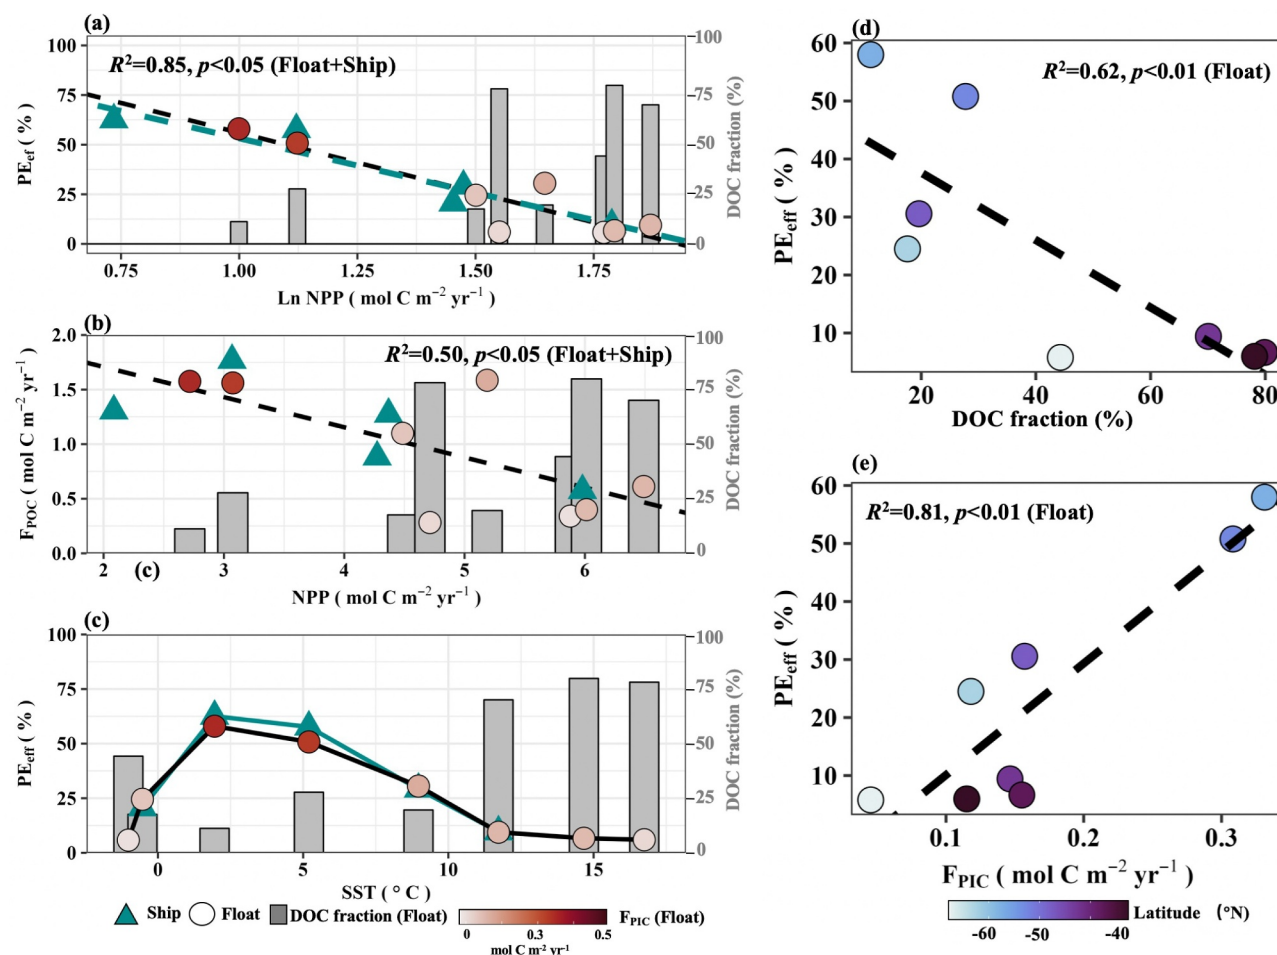 (a)
R²=0.85, p<0.05 (Float+Ship)
PEef ( % )
100
75
50
25
0
DOC fraction (%)
100
75
50
25
0
0.75 1.00 1.25 1.50 1.75
Ln NPP ( mol C m−2 yr−1 )
(b)
R²=0.50, p<0.05 (Float+Ship)
FPOC ( mol C m−2 yr−1 )
2.0
1.5
1.0
0.5
0.0
DOC fraction (%)
100
75
50
25
0
2 3 4 5 6
(c)
NPP ( mol C m−2 yr−1 )
(c)
PEeff ( % )
100
75
50
25
0
DOC fraction (%)
100
75
50
25
0
0 5 10 15
SST ( ° C )
Ship Float DOC fraction (Float) FPIC (Float)
0 0.3 0.5
mol C m-2 yr-1
(d)
R²=0.62, p<0.01 (Float)
PEeff ( % )
60
50
40
30
20
10
20 40 60 80
DOC fraction (%)
(e)
R²=0.81, p<0.01 (Float)
PEeff ( % )
60
50
40
30
20
10
0.1 0.2 0.3
FPIC ( mol C m−2 yr−1 )
Latitude (°N)
-60 -50 -40